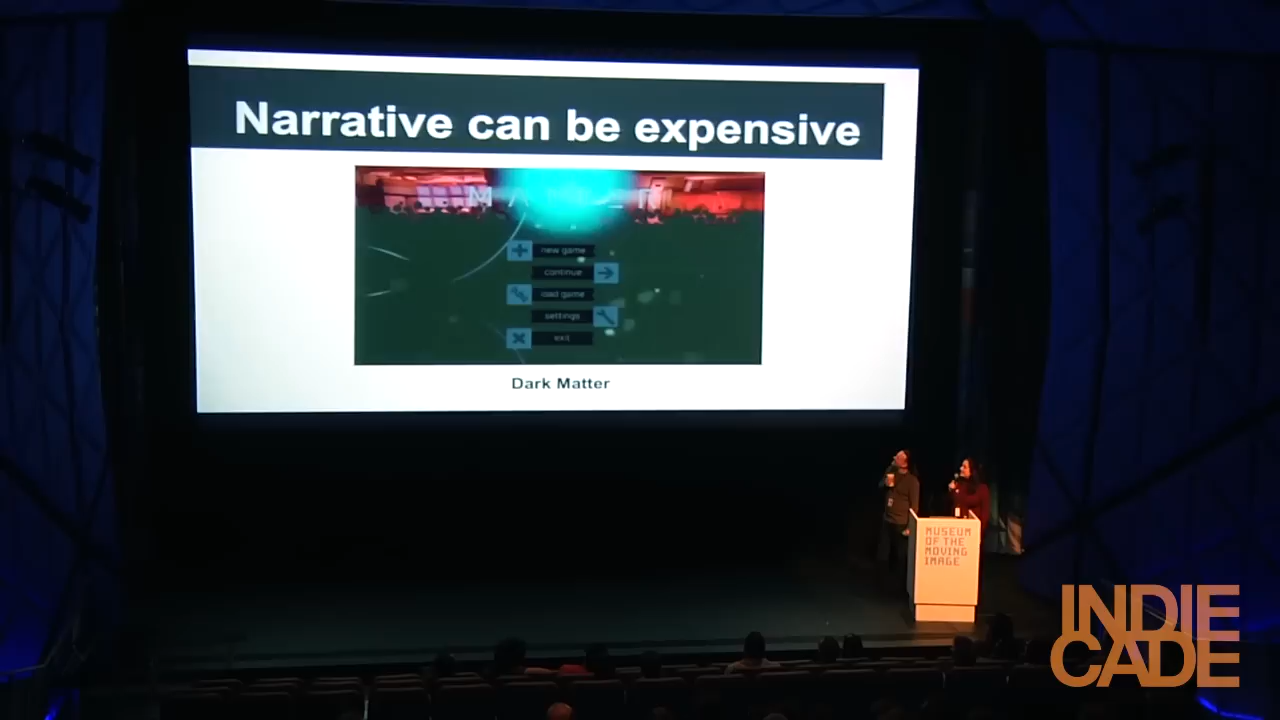 Narrative can be expensive
MATTER
new game
continue
load game
settings
exit
Dark Matter
MUSEUM
OF THE
MOVING
IMAGE
INDIE
CADE